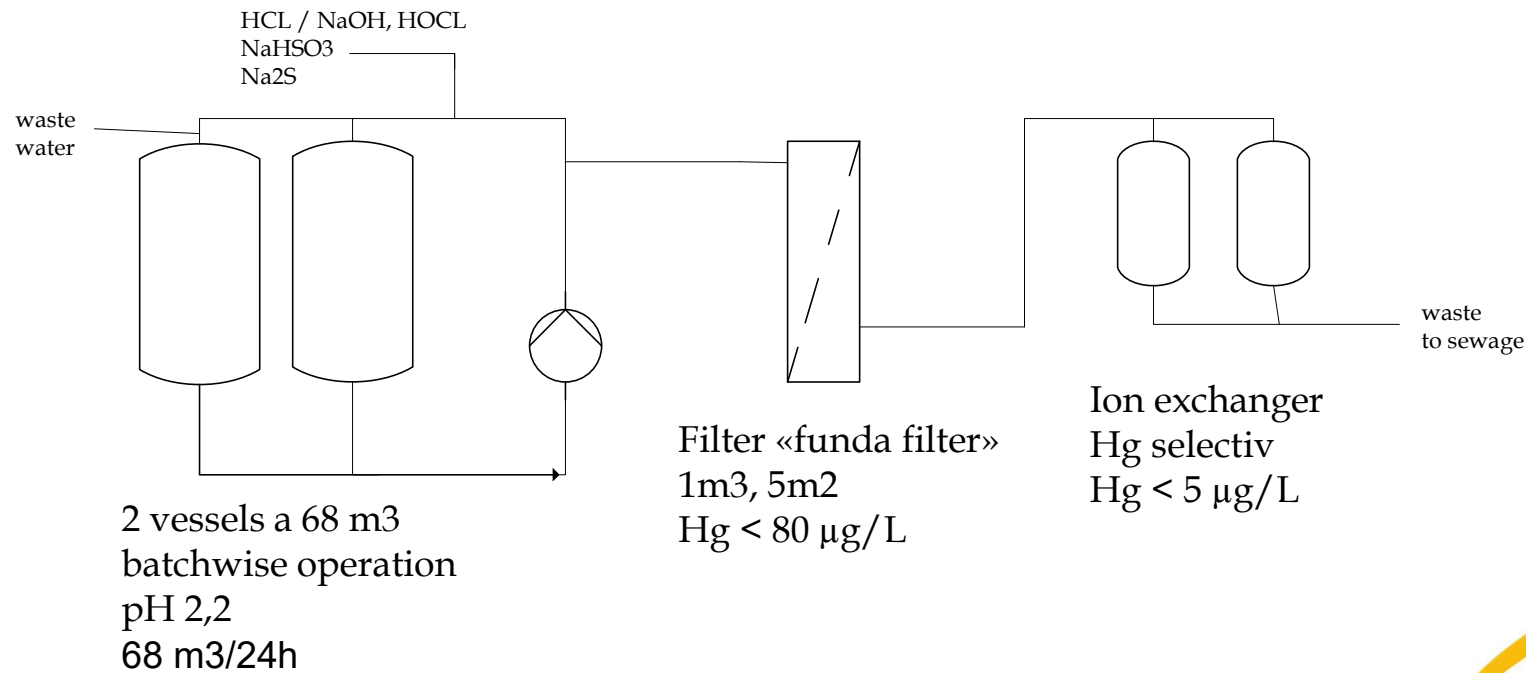 HCL / NaOH, HOCL
NaHSO3
Na2S
waste
water
waste
to sewage
Ion exchanger
Hg selectiv
Hg < 5 µg/L
Filter «funda filter»
1m3, 5m2
Hg < 80 µg/L
2 vessels a 68 m3
batchwise operation
pH 2,2
68 m3/24h